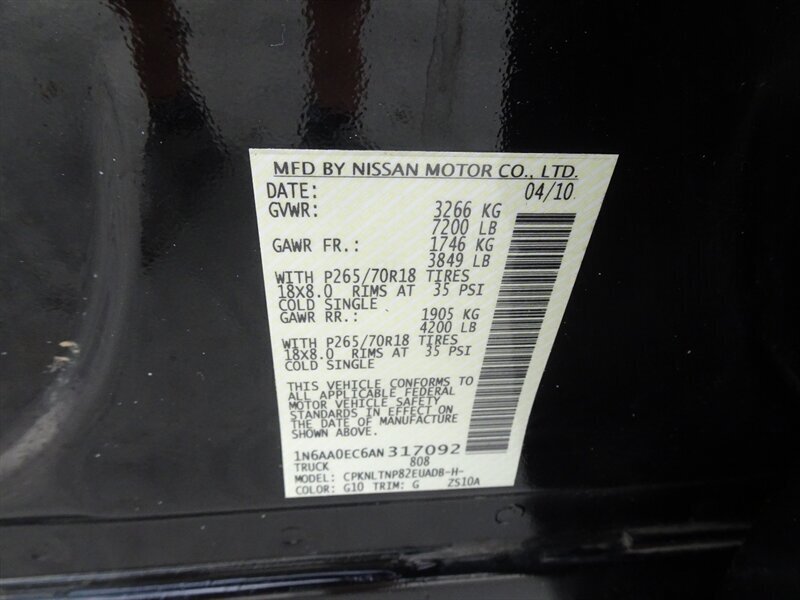 MFD BY NISSAN MOTOR CO., LTD.
DATE: 04/10
GVWR: 3266 KG
7200 LB
GAWR FR.: 1746 KG
3849 LB
WITH P265/70R18 TIRES
18X8.0 RIMS AT 35 PSI
COLD SINGLE
GAWR RR.: 1905 KG
4200 LB
WITH P265/70R18 TIRES
18X8.0 RIMS AT 35 PSI
COLD SINGLE
THIS VEHICLE CONFORMS TO
ALL APPLICABLE FEDERAL
MOTOR VEHICLE SAFETY
STANDARDS IN EFFECT ON
THE DATE OF MANUFACTURE
SHOWN ABOVE.
1N6AA0EC6AN317092
TRUCK 808
MODEL: CPKNLTNP82EUADB-H-
COLOR: G10 TRIM: G ZS10A